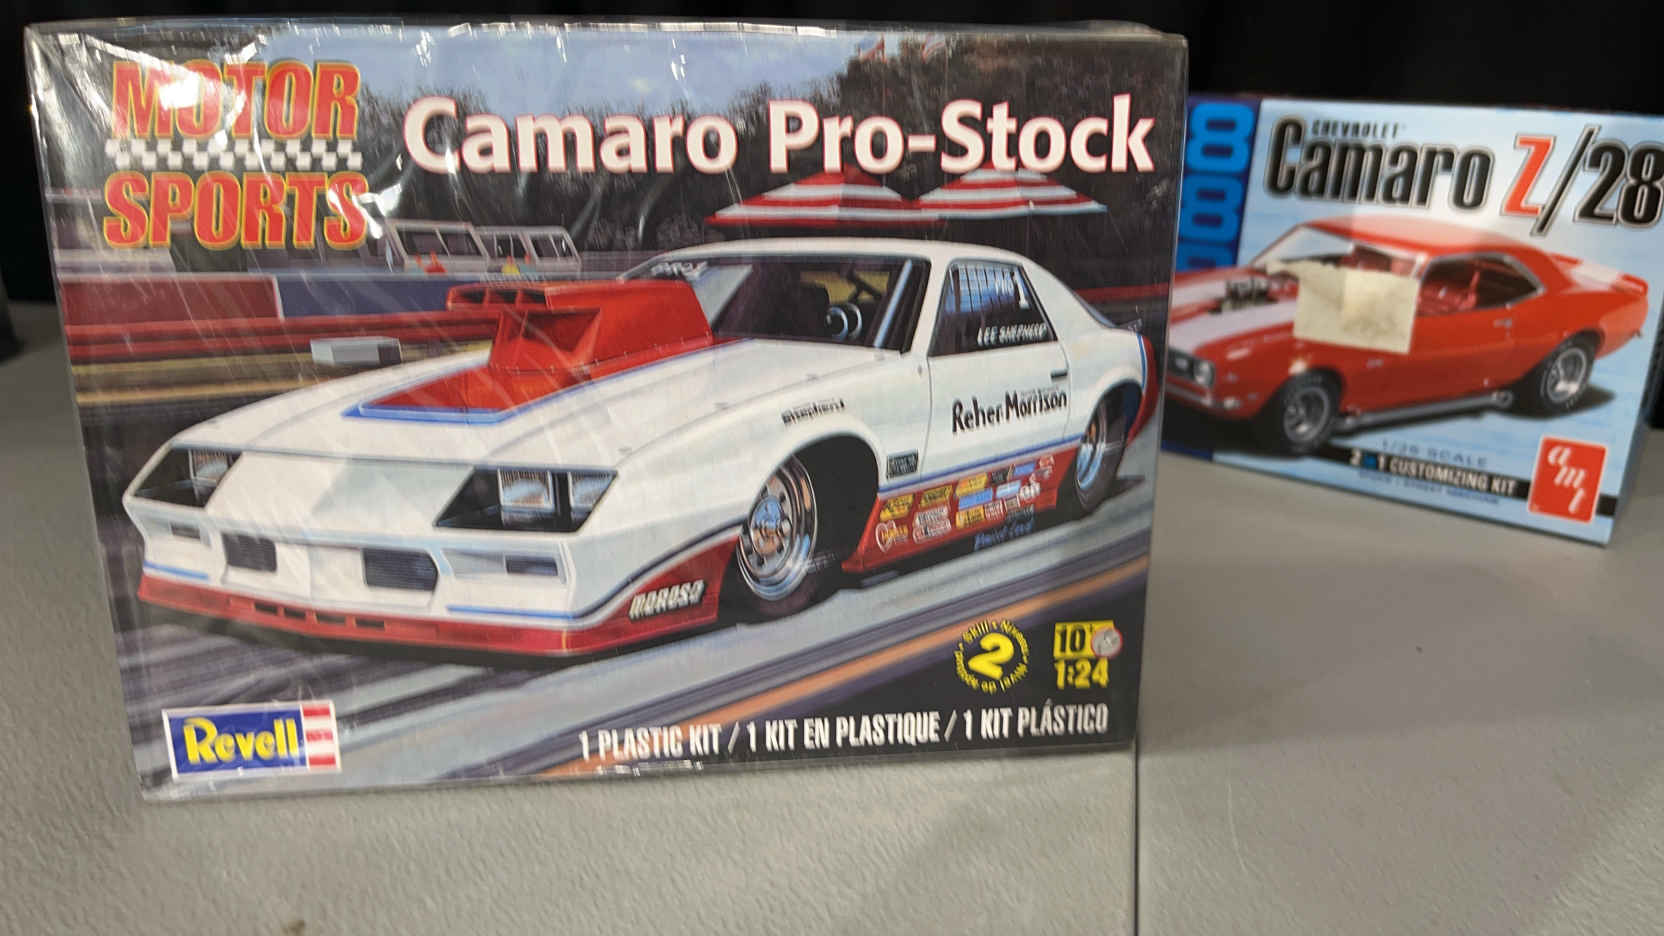 MOTOR
SPORTS
Camaro Pro-Stock
1
LEE SHEPHERD
Reher-Morrison
MOROSO
2
10
1:24
Revell
1 PLASTIC KIT / 1 KIT EN PLASTIQUE / 1 KIT PLÁSTICO
CHEVROLET
Camaro Z/28
SCALE
CUSTOMIZING KIT
amt